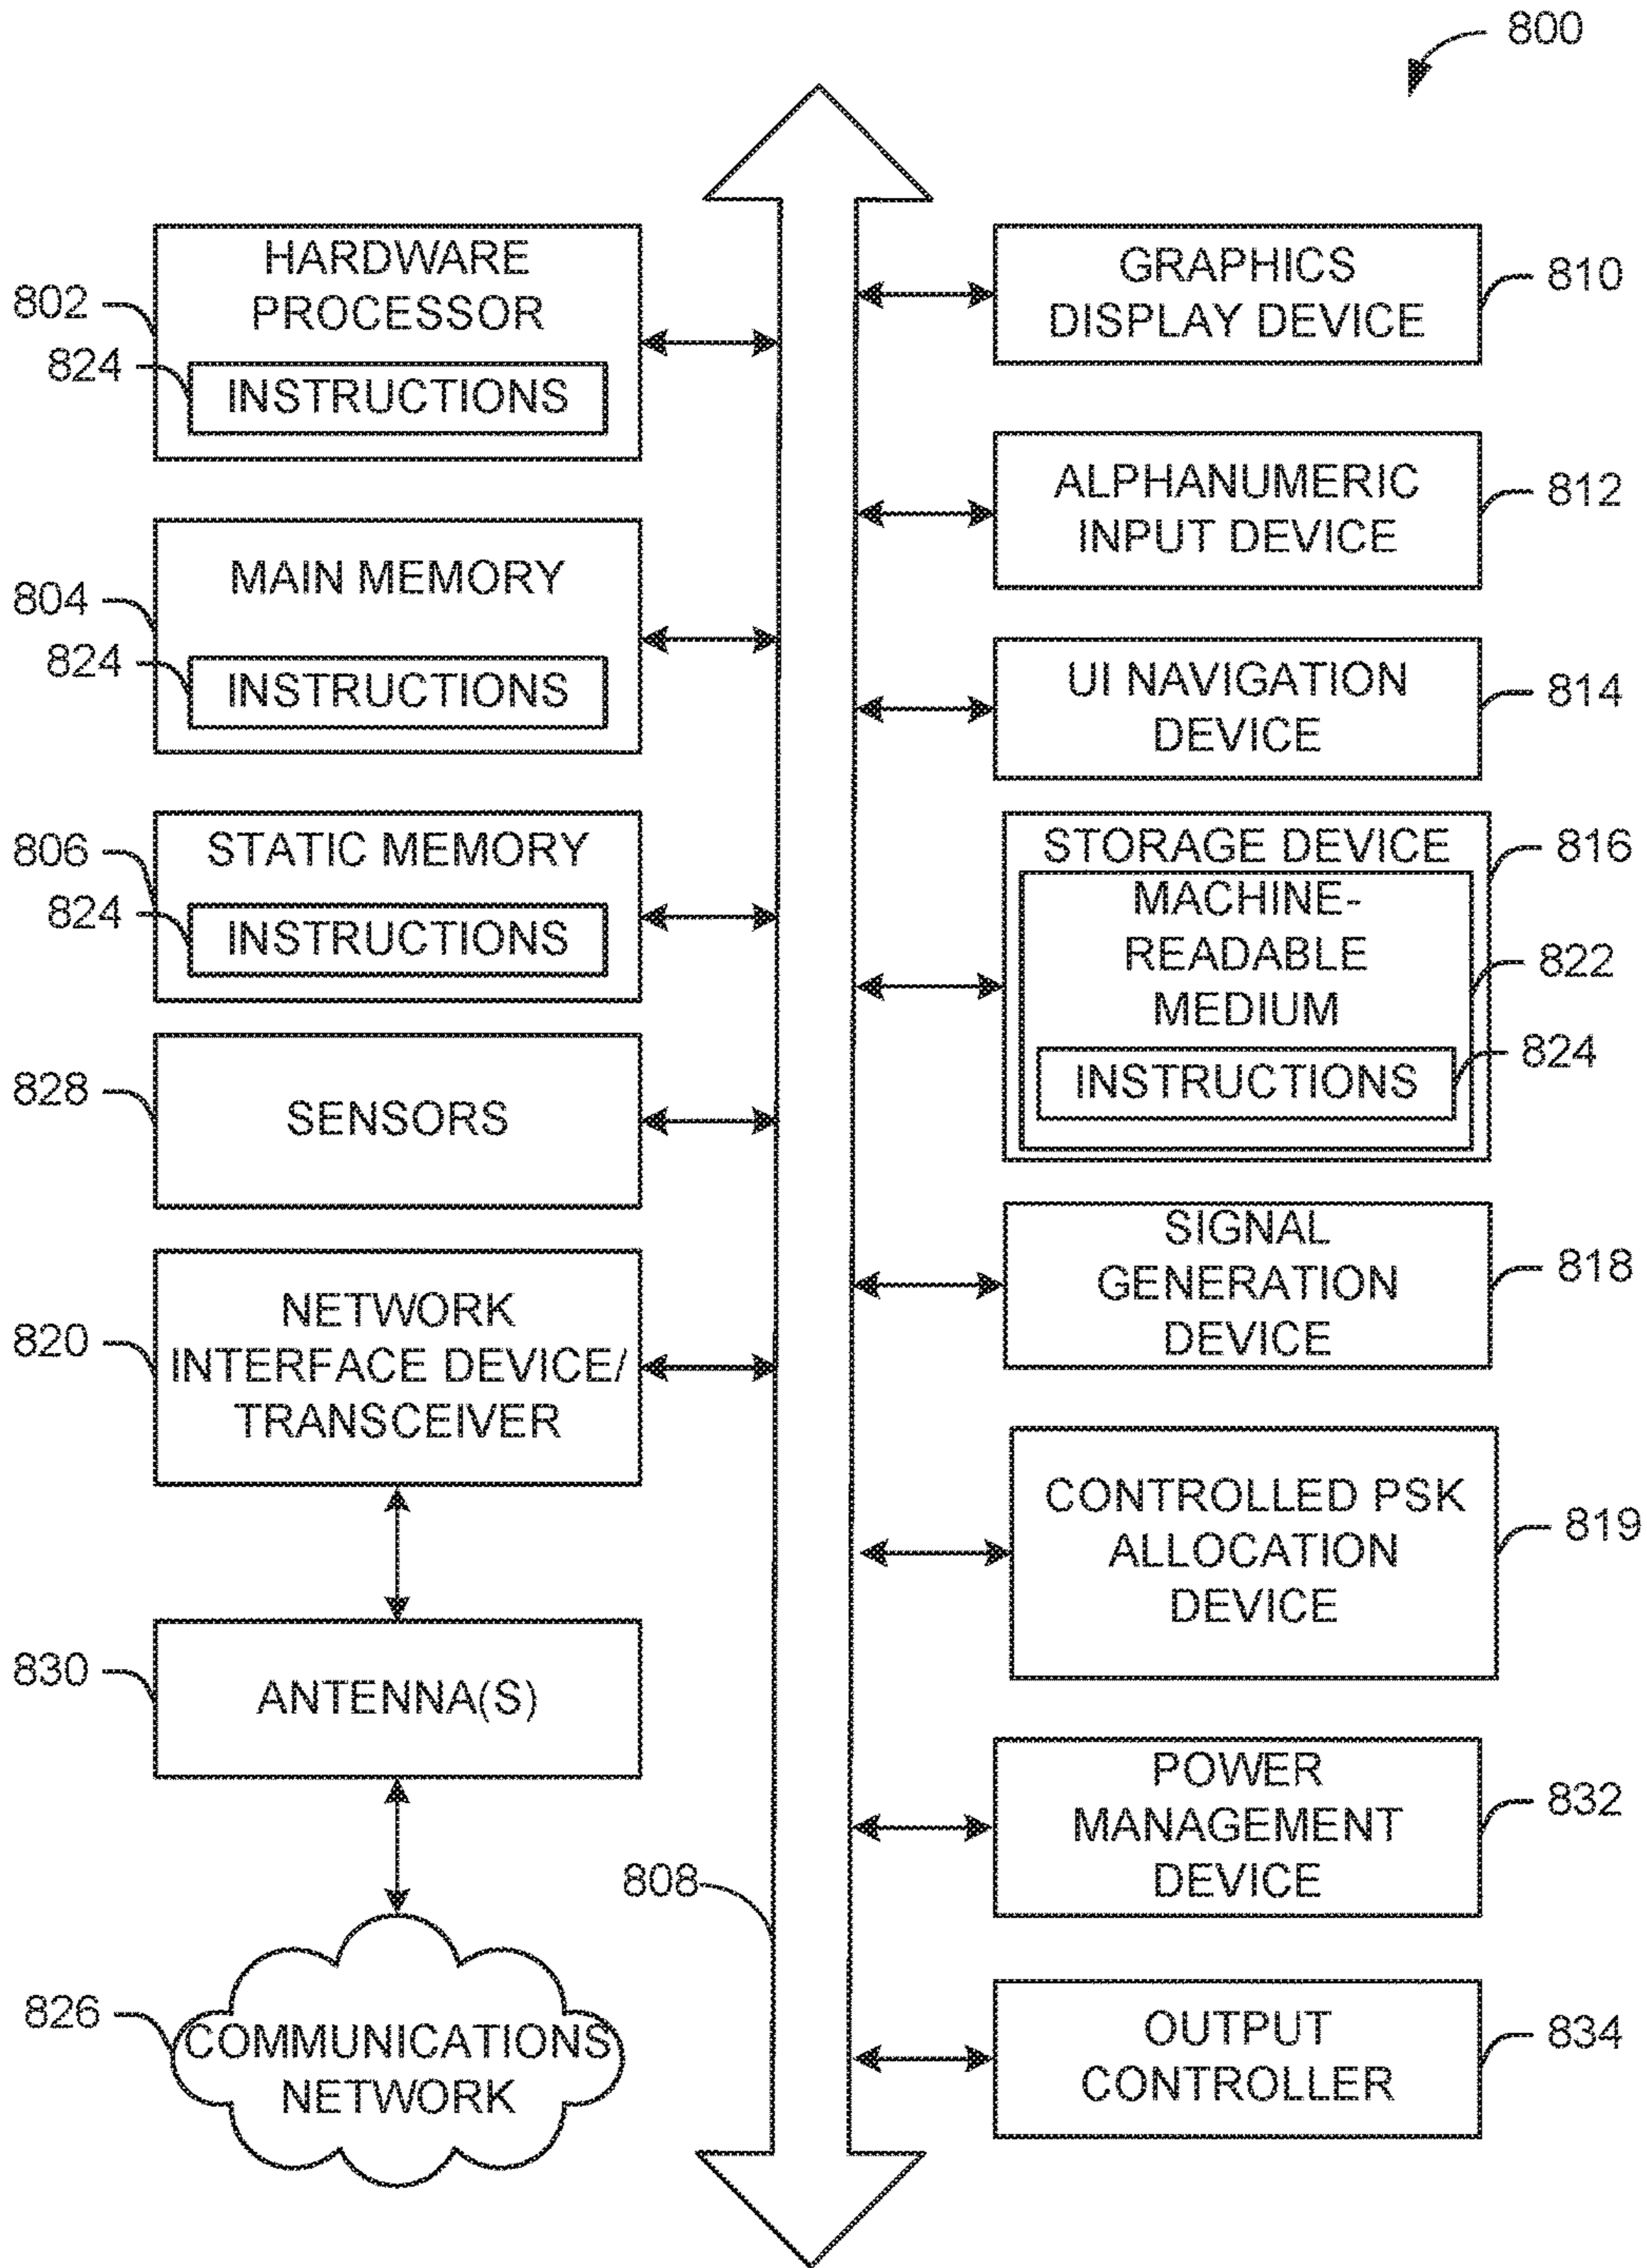 800
HARDWARE
PROCESSOR
802
824
INSTRUCTIONS
MAIN MEMORY
804
824
INSTRUCTIONS
STATIC MEMORY
806
824
INSTRUCTIONS
828
SENSORS
NETWORK
820
INTERFACE DEVICE/
TRANSCEIVER
830
ANTENNA(S)
808
826
COMMUNICATIONS
NETWORK
GRAPHICS
DISPLAY DEVICE
810
ALPHANUMERIC
INPUT DEVICE
812
UI NAVIGATION
DEVICE
814
STORAGE DEVICE
816
MACHINE-
READABLE
MEDIUM
822
INSTRUCTIONS
824
SIGNAL
GENERATION
DEVICE
818
CONTROLLED PSK
ALLOCATION
DEVICE
819
POWER
MANAGEMENT
DEVICE
832
OUTPUT
CONTROLLER
834